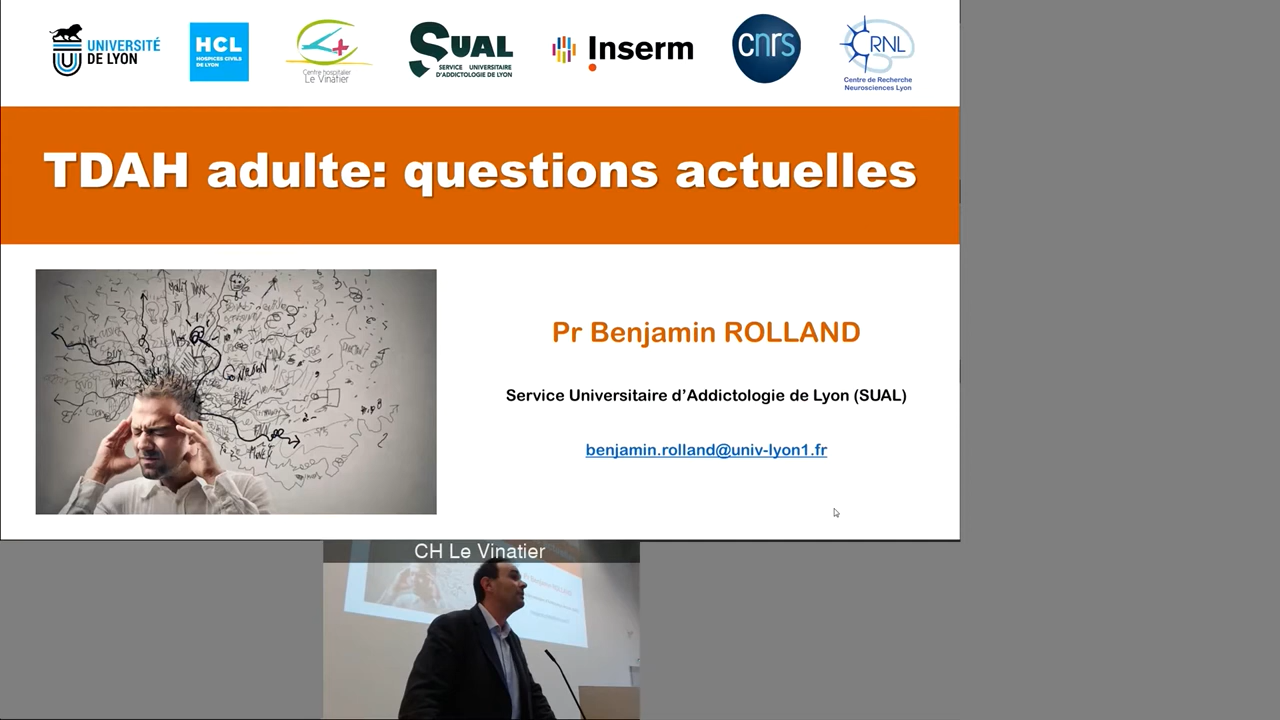 UNIVERSITÉ
DE LYON
HCL
HOSPICES CIVILS
DE LYON
Centre hospitalier
Le Vinatier
SUAL
SERVICE UNIVERSITAIRE
D'ADDICTOLOGIE DE LYON
Inserm
cnrs
CRNL
Centre de Recherche
Neurosciences Lyon
TDAH adulte: questions actuelles
Pr Benjamin ROLLAND
Service Universitaire d'Addictologie de Lyon (SUAL)
benjamin.rolland@univ-lyon1.fr
CH Le Vinatier